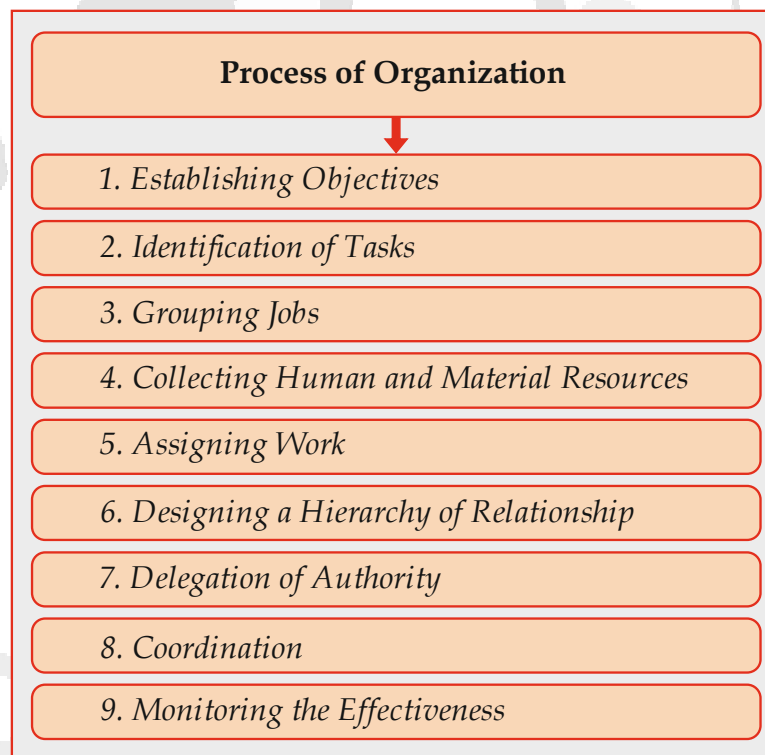 Process of Organization
1. Establishing Objectives
2. Identification of Tasks
3. Grouping Jobs
4. Collecting Human and Material Resources
5. Assigning Work
6. Designing a Hierarchy of Relationship
7. Delegation of Authority
8. Coordination
9. Monitoring the Effectiveness